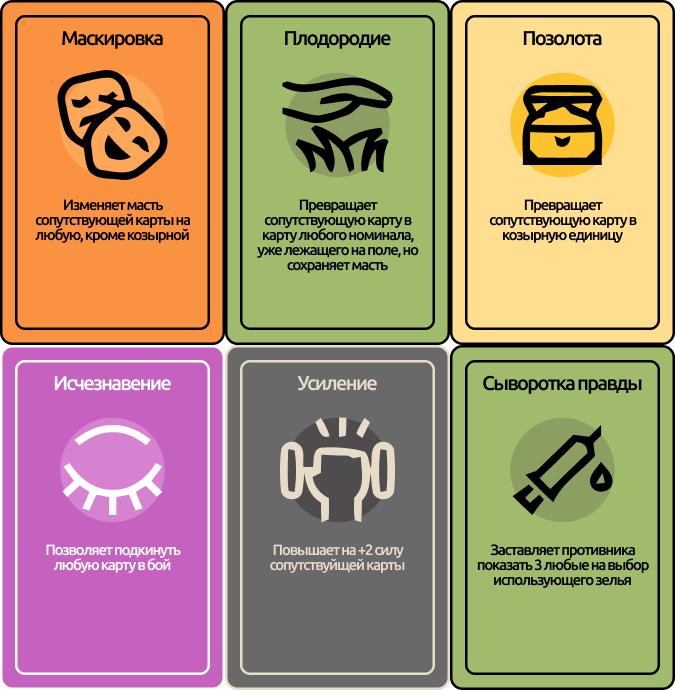 Маскировка
Изменяет масть
сопутствующей карты на
любую, кроме козырной
Плодородие
Превращает
сопутствующую карту в
карту любого номинала,
уже лежащего на поле, но
сохраняет масть
Позолота
Превращает
сопутствующую карту в
козырную единицу
Исчезнавение
Позволяет подкинуть
любую карту в бой
Усиление
Повышает на +2 силу
сопутствуйщей карты
Сыворотка правды
Заставляет противника
показать 3 любые на выбор
использующего зелья